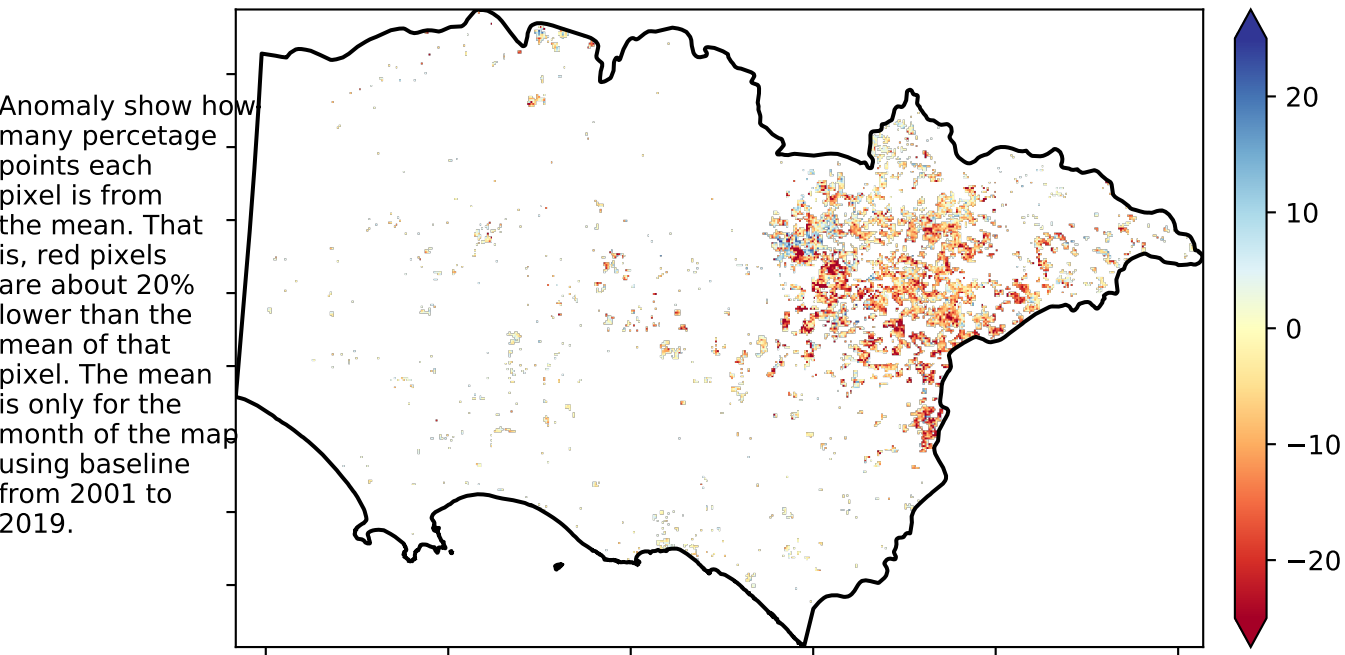 Anomaly show how
many percetage
points each
pixel is from
the mean. That
is, red pixels
are about 20%
lower than the
mean of that
pixel. The mean
is only for the
month of the map
using baseline
from 2001 to
2019.
20
10
0
−10
−20